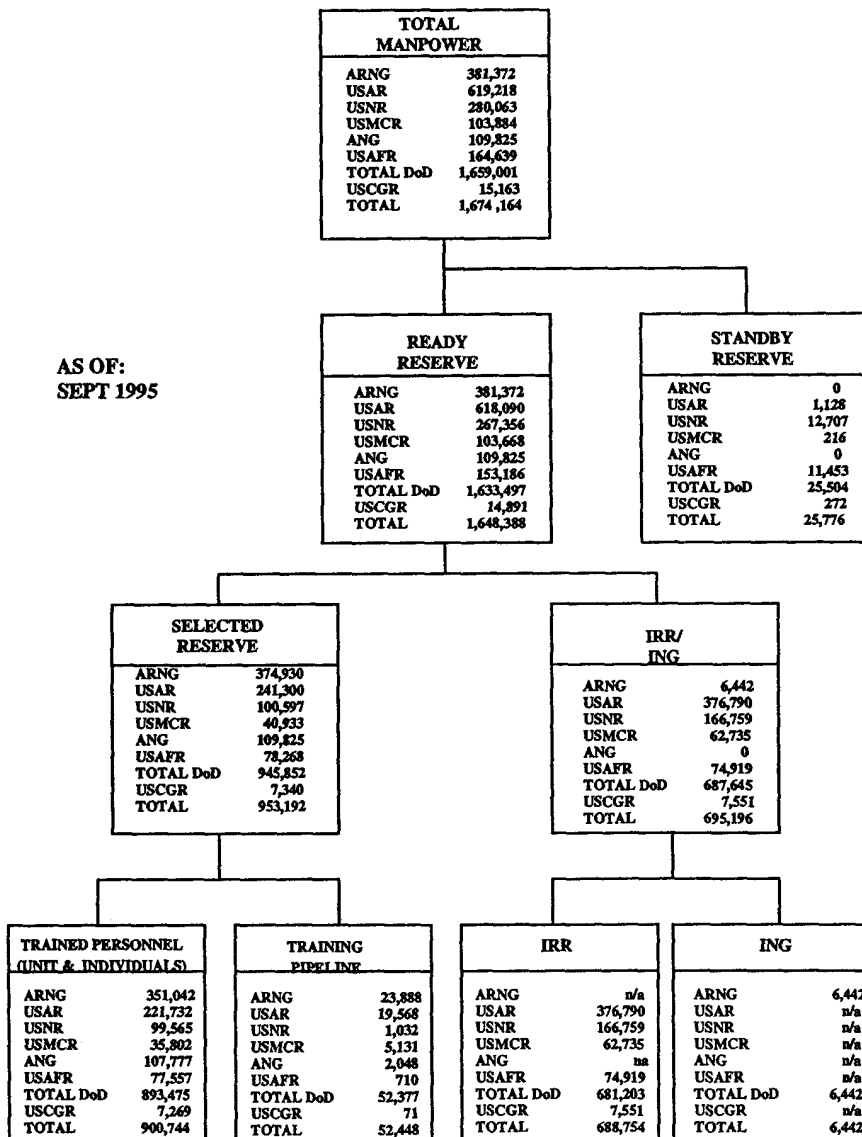 TOTAL
MANPOWER
ARNG 381,372
USAR 619,218
USNR 280,063
USMCR 103,884
ANG 109,825
USAFR 164,639
TOTAL DoD 1,659,001
USCGR 15,163
TOTAL 1,674 ,164
AS OF:
SEPT 1995
READY
RESERVE
ARNG 381,372
USAR 618,090
USNR 267,356
USMCR 103,668
ANG 109,825
USAFR 153,186
TOTAL DoD 1,633,497
USCGR 14,891
TOTAL 1,648,388
STANDBY
RESERVE
ARNG 0
USAR 1,128
USNR 12,707
USMCR 216
ANG 0
USAFR 11,453
TOTAL DoD 25,504
USCGR 272
TOTAL 25,776
SELECTED
RESERVE
ARNG 374,930
USAR 241,300
USNR 100,597
USMCR 40,933
ANG 109,825
USAFR 78,268
TOTAL DoD 945,852
USCGR 7,340
TOTAL 953,192
IRR/
ING
ARNG 6,442
USAR 376,790
USNR 166,759
USMCR 62,735
ANG 0
USAFR 74,919
TOTAL DoD 687,645
USCGR 7,551
TOTAL 695,196
TRAINED PERSONNEL
(UNIT & INDIVIDUALS)
ARNG 351,042
USAR 221,732
USNR 99,565
USMCR 35,802
ANG 107,777
USAFR 77,557
TOTAL DoD 893,475
USCGR 7,269
TOTAL 900,744
TRAINING
PIPELINE
ARNG 23,888
USAR 19,568
USNR 1,032
USMCR 5,131
ANG 2,048
USAFR 710
TOTAL DoD 52,377
USCGR 71
TOTAL 52,448
IRR
ARNG n/a
USAR 376,790
USNR 166,759
USMCR 62,735
ANG na
USAFR 74,919
TOTAL DoD 681,203
USCGR 7,551
TOTAL 688,754
ING
ARNG 6,442
USAR n/a
USNR n/a
USMCR n/a
ANG n/a
USAFR n/a
TOTAL DoD 6,442
USCGR n/a
TOTAL 6,442